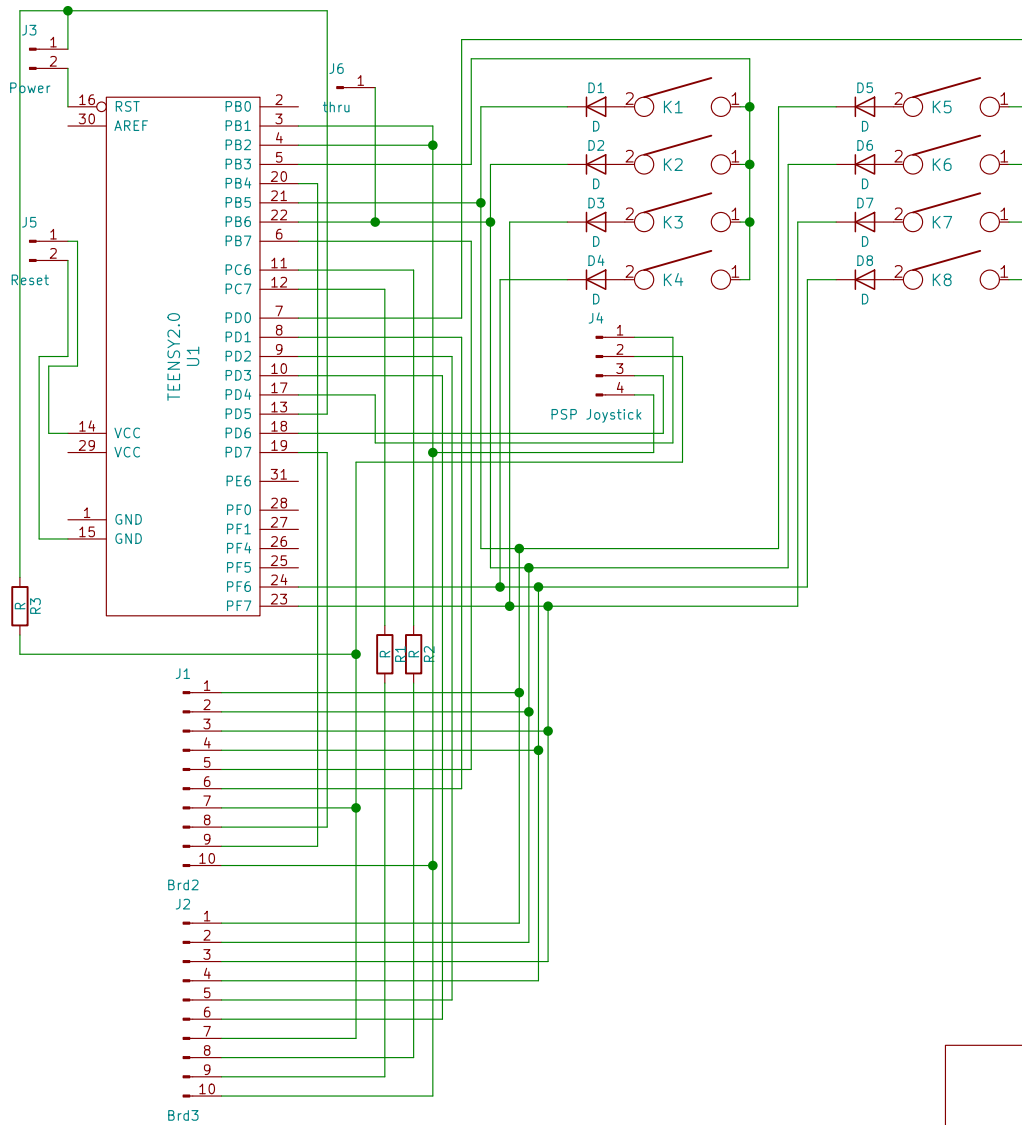 J3
1
2
Power
J5
1
2
Reset
J6
1
thru
16 RST
30 AREF
14 VCC
29 VCC
1 GND
15 GND
TEENSY2.0
U1
PB0 2
PB1 3
PB2 4
PB3 5
PB4 20
PB5 21
PB6 22
PB7 6
PC6 11
PC7 12
PD0 7
PD1 8
PD2 9
PD3 10
PD4 17
PD5 13
PD6 18
PD7 19
PE6 31
PF0 28
PF1 27
PF4 26
PF5 25
PF6 24
PF7 23
D1
D
2 K1 1
D2
D
2 K2 1
D3
D
2 K3 1
D4
D
2 K4 1
D5
D
2 K5 1
D6
D
2 K6 1
D7
D
2 K7 1
D8
D
2 K8 1
J4
1
2
3
4
PSP Joystick
R
R3
R
R1
R
R2
J1
1
2
3
4
5
6
7
8
9
10
Brd2
J2
1
2
3
4
5
6
7
8
9
10
Brd3